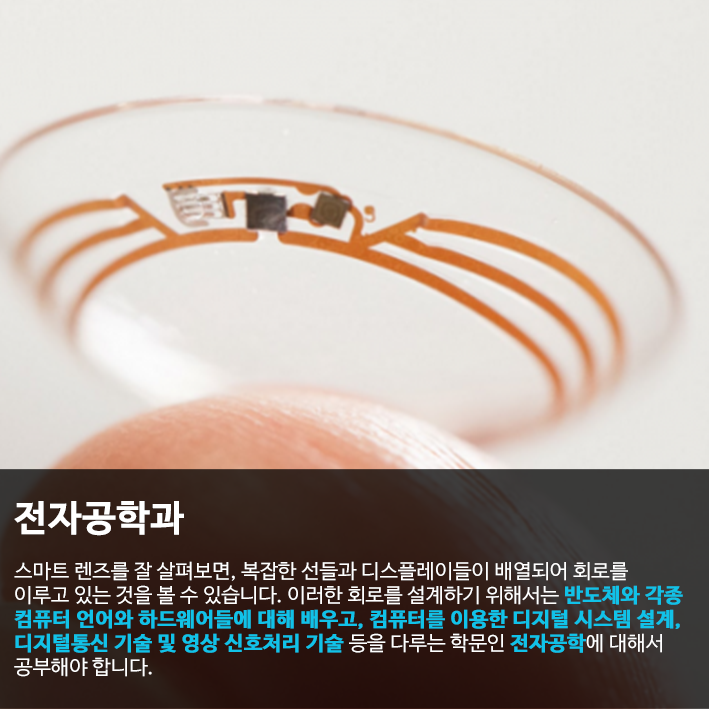 전자공학과
스마트 렌즈를 잘 살펴보면, 복잡한 선들과 디스플레이들이 배열되어 회로를
이루고 있는 것을 볼 수 있습니다. 이러한 회로를 설계하기 위해서는 반도체와 각종
컴퓨터 언어와 하드웨어들에 대해 배우고, 컴퓨터를 이용한 디지털 시스템 설계,
디지털통신 기술 및 영상 신호처리 기술 등을 다루는 학문인 전자공학에 대해서
공부해야 합니다.